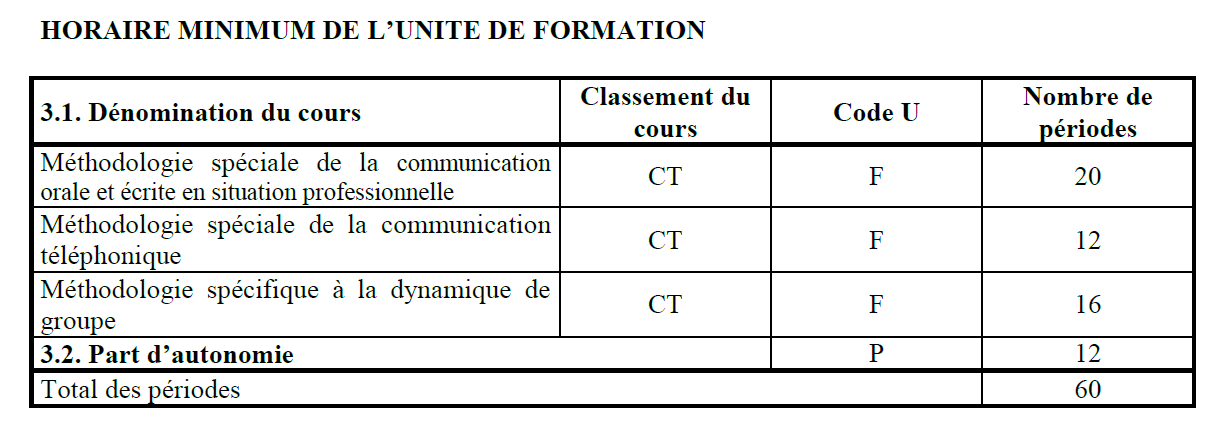 HORAIRE MINIMUM DE L’UNITE DE FORMATION
3.1. Dénomination du cours
Classement du
cours
Code U
Nombre de
périodes
Méthodologie spéciale de la communication
orale et écrite en situation professionnelle
CT
F
20
Méthodologie spéciale de la communication
téléphonique
CT
F
12
Méthodologie spécifique à la dynamique de
groupe
CT
F
16
3.2. Part d’autonomie
P
12
Total des périodes
60